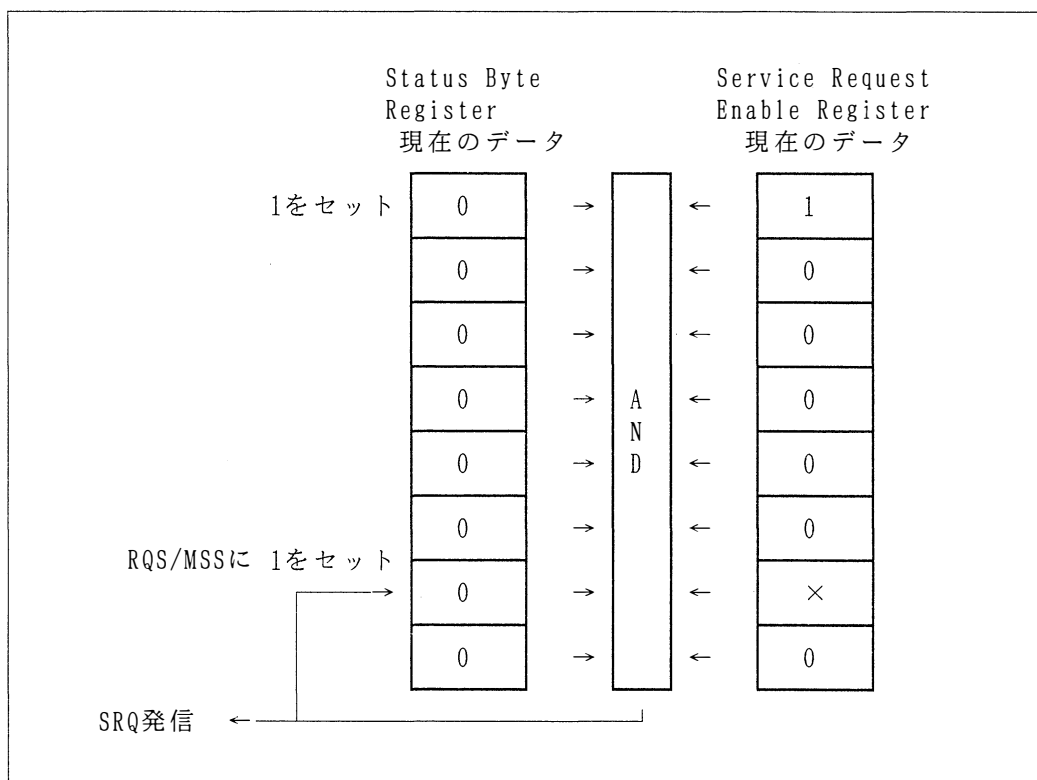 Status Byte Service Request
Register Enable Register
現在のデータ 現在のデータ
1をセット 0 → ← 1
0 → ← 0
0 → ← 0
0 → A ← 0
N
0 → D ← 0
0 → ← 0
RQS/MSSに 1をセット
→ 0 → ← ×
0 → ← 0
SRQ発信 ←